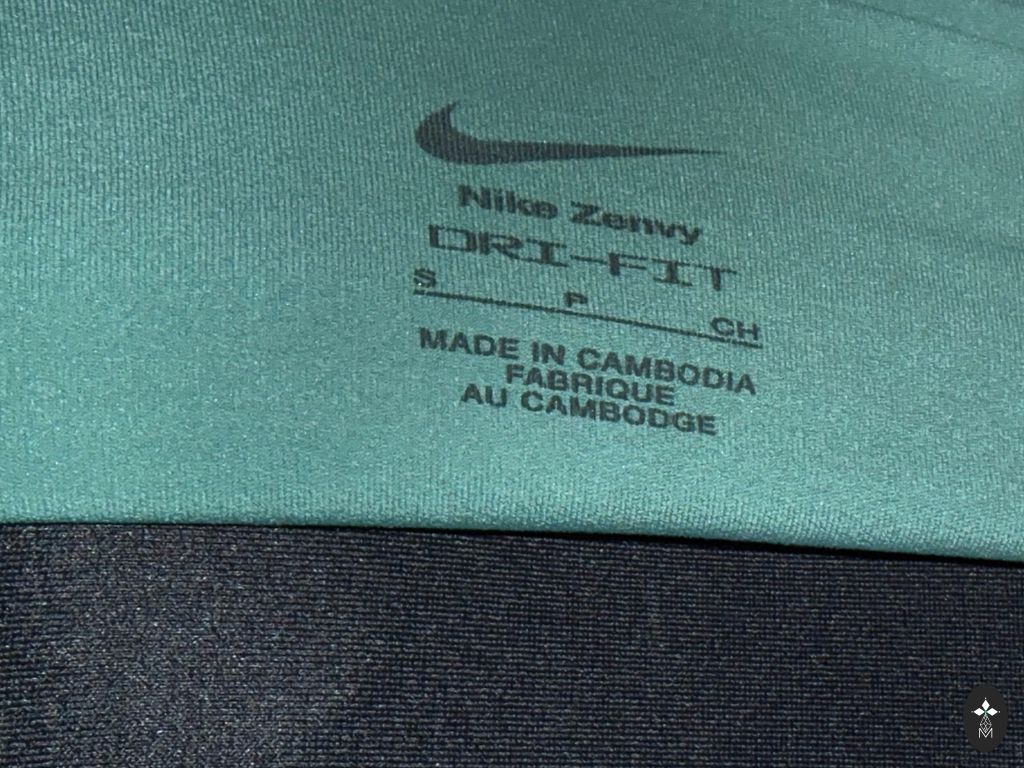 Nike Zenvy
DRI-FIT
S P CH
MADE IN CAMBODIA
FABRIQUE
AU CAMBODGE
M